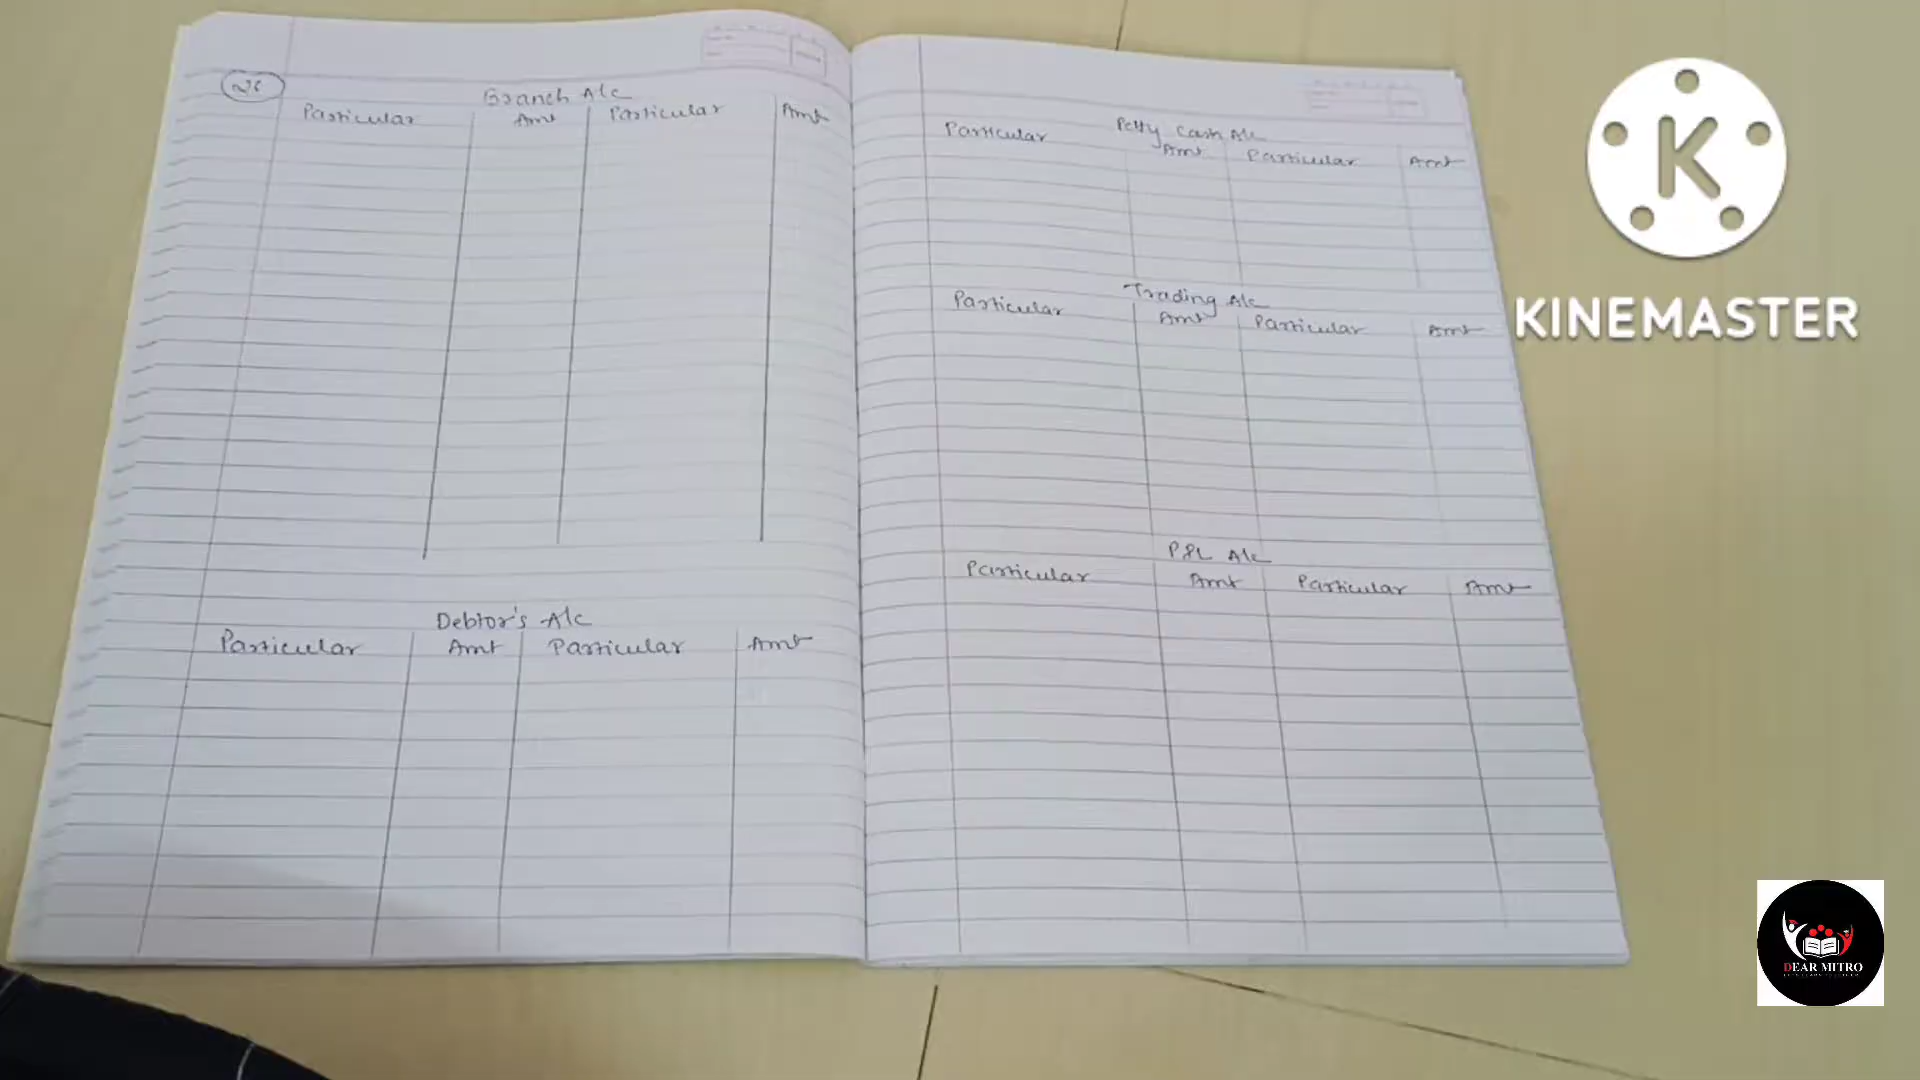 26
Branch A/c
Particular Amt Particular Amt
Debtor's A/c
Particular Amt Particular Amt
Petty Cash A/c
Particular Amt Particular Amt
Trading A/c
Particular Amt Particular Amt
P&L A/c
Particular Amt Particular Amt
K
KINEMASTER
DEAR MITRO